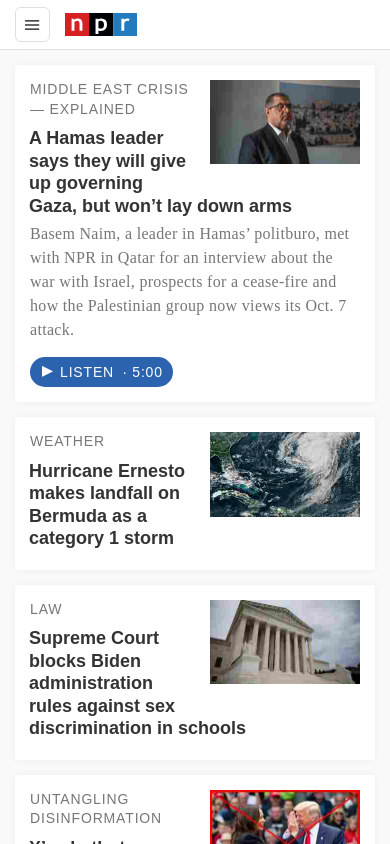 npr
MIDDLE EAST CRISIS
— EXPLAINED
A Hamas leader
says they will give
up governing
Gaza, but won’t lay down arms
Basem Naim, a leader in Hamas’ politburo, met
with NPR in Qatar for an interview about the
war with Israel, prospects for a cease-fire and
how the Palestinian group now views its Oct. 7
attack.
LISTEN · 5:00
WEATHER
Hurricane Ernesto
makes landfall on
Bermuda as a
category 1 storm
LAW
Supreme Court
blocks Biden
administration
rules against sex
discrimination in schools
UNTANGLING
DISINFORMATION